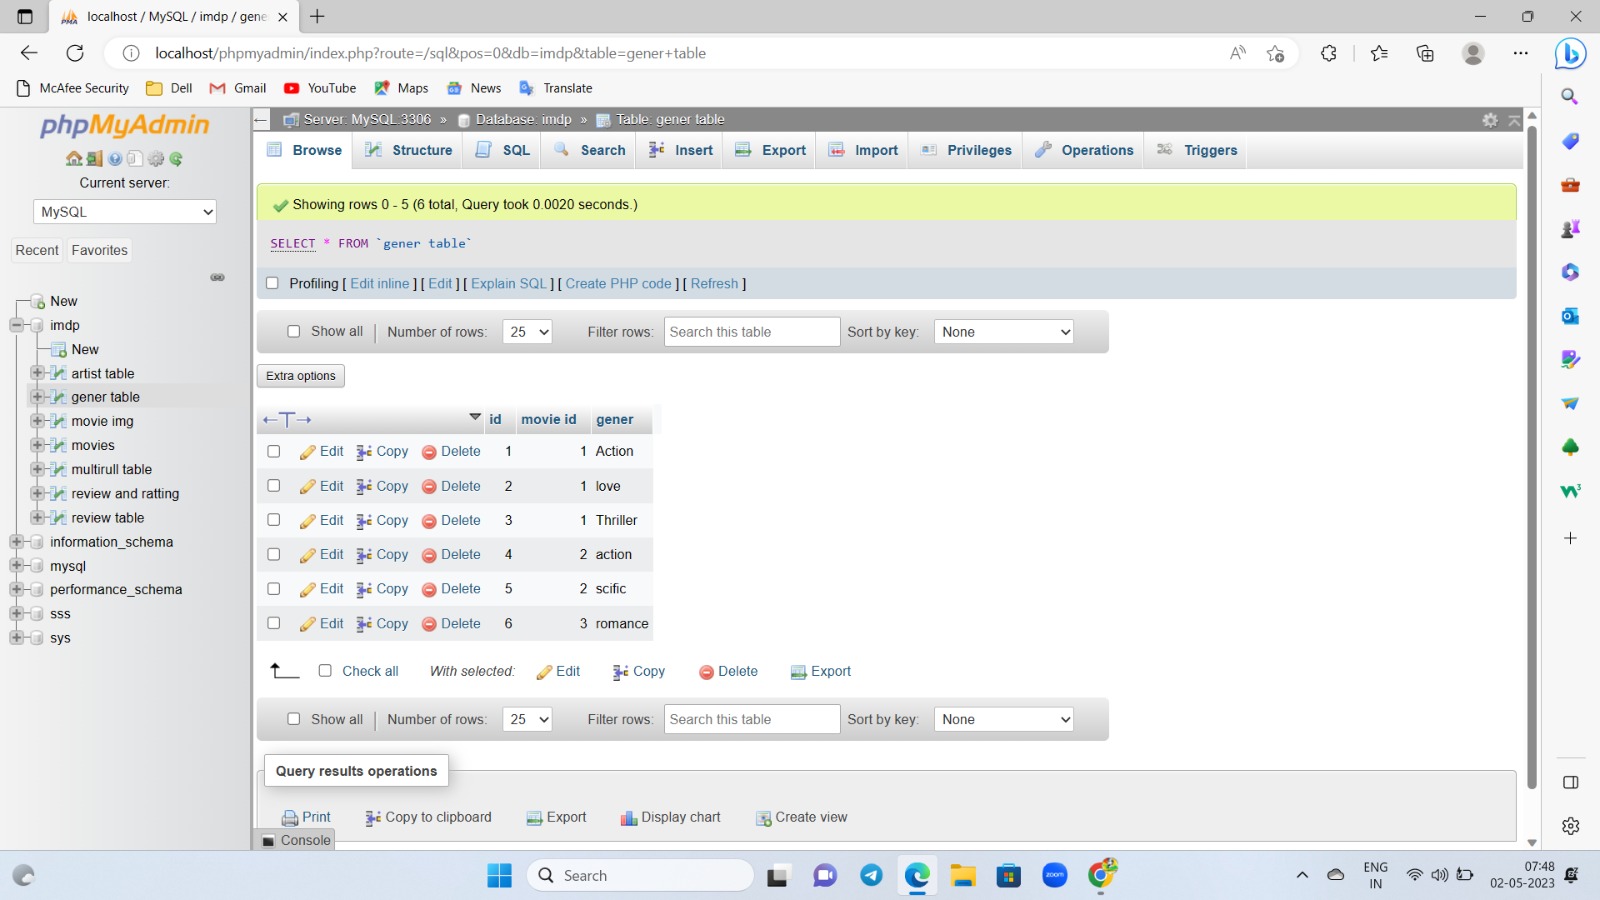 localhost / MySQL / imdp / gene
localhost/phpmyadmin/index.php?route=/sql&pos=0&db=imdp&table=gener+table
McAfee Security Dell Gmail YouTube Maps News Translate
phpMyAdmin
Current server:
MySQL
Recent Favorites
New
imdp
New
artist table
gener table
movie img
movies
multirull table
review and ratting
review table
information_schema
mysql
performance_schema
sss
sys
Server: MySQL:3306 » Database: imdp » Table: gener table
Browse Structure SQL Search Insert Export Import Privileges Operations Triggers
Showing rows 0 - 5 (6 total, Query took 0.0020 seconds.)
SELECT * FROM `gener table`
Profiling [ Edit inline ] [ Edit ] [ Explain SQL ] [ Create PHP code ] [ Refresh ]
Show all | Number of rows: 25 Filter rows: Search this table Sort by key: None
Extra options
id movie id gener
Edit Copy Delete 1 1 Action
Edit Copy Delete 2 1 love
Edit Copy Delete 3 1 Thriller
Edit Copy Delete 4 2 action
Edit Copy Delete 5 2 scific
Edit Copy Delete 6 3 romance
Check all With selected: Edit Copy Delete Export
Show all | Number of rows: 25 Filter rows: Search this table Sort by key: None
Query results operations
Print Copy to clipboard Export Display chart Create view
Console
Search
zoom
ENG
IN
07:48
02-05-2023